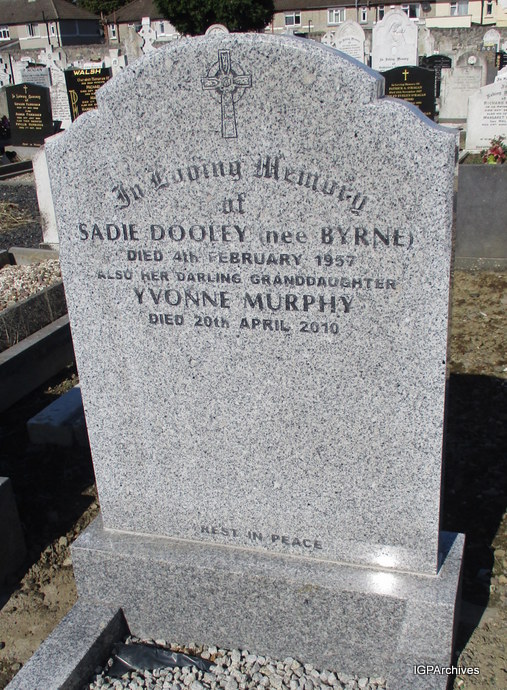 In Loving Memory
of
SADIE DOOLEY (nee BYRNE)
DIED 4th FEBRUARY 1957
ALSO HER DARLING GRANDDAUGHTER
YVONNE MURPHY
DIED 20th APRIL 2010
REST IN PEACE
WALSH
IGPArchives